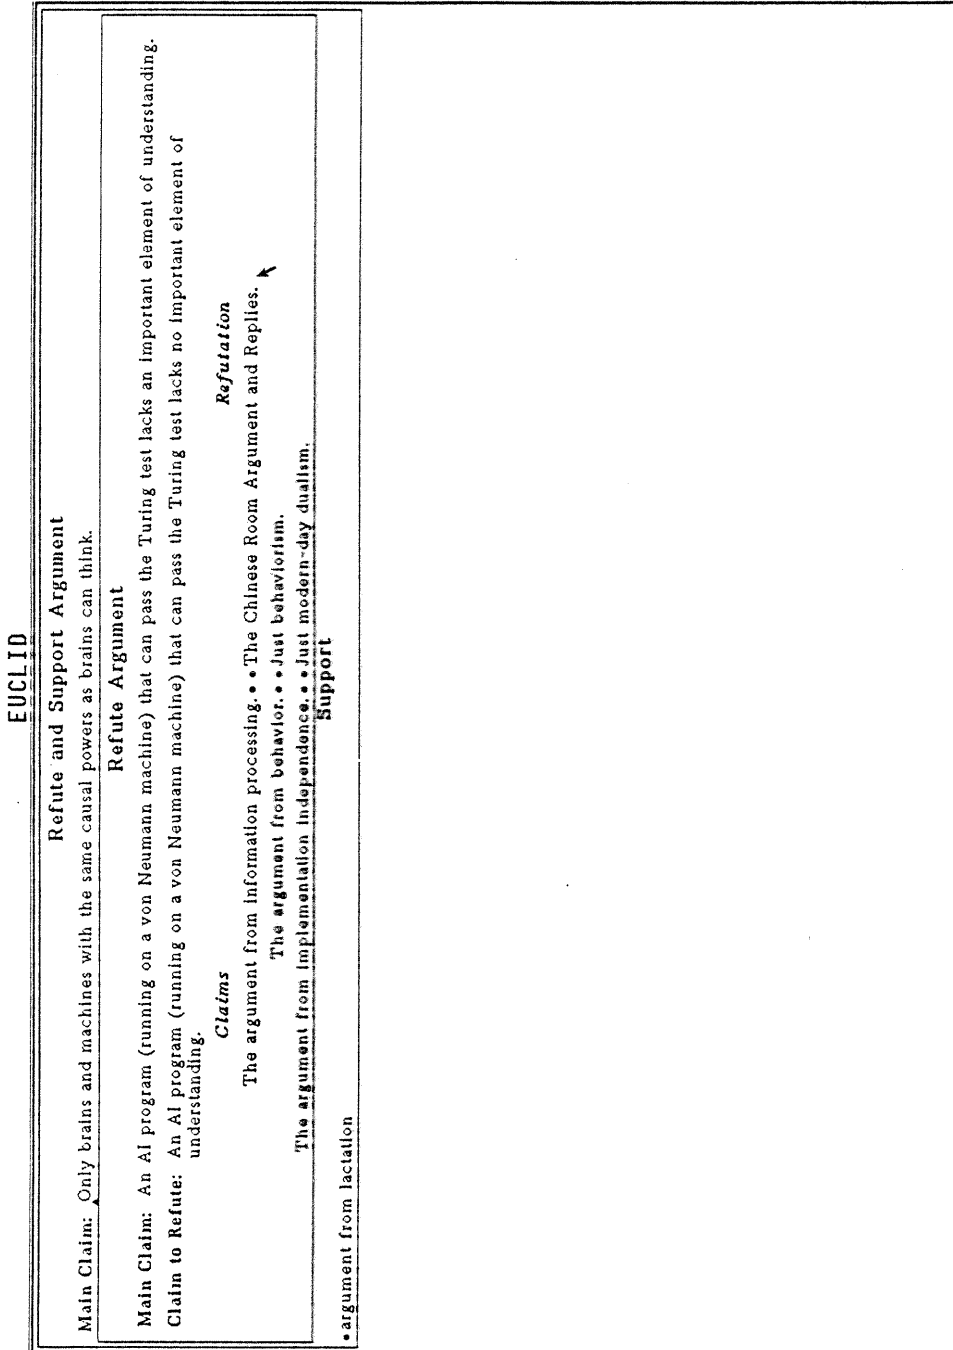 EUCLID
Refute and Support Argument
Main Claim: Only brains and machines with the same causal powers as brains can think.
Refute Argument
Main Claim: An AI program (running on a von Neumann machine) that can pass the Turing test lacks an important element of understanding.
Claim to Refute: An AI program (running on a von Neumann machine) that can pass the Turing test lacks no important element of
understanding.
Claims Refutation
The argument from information processing. • • The Chinese Room Argument and Replies.
The argument from behavior. • • Just behaviorism.
The argument from implementation independence. • • Just modern-day dualism.
Support
• argument from lactation